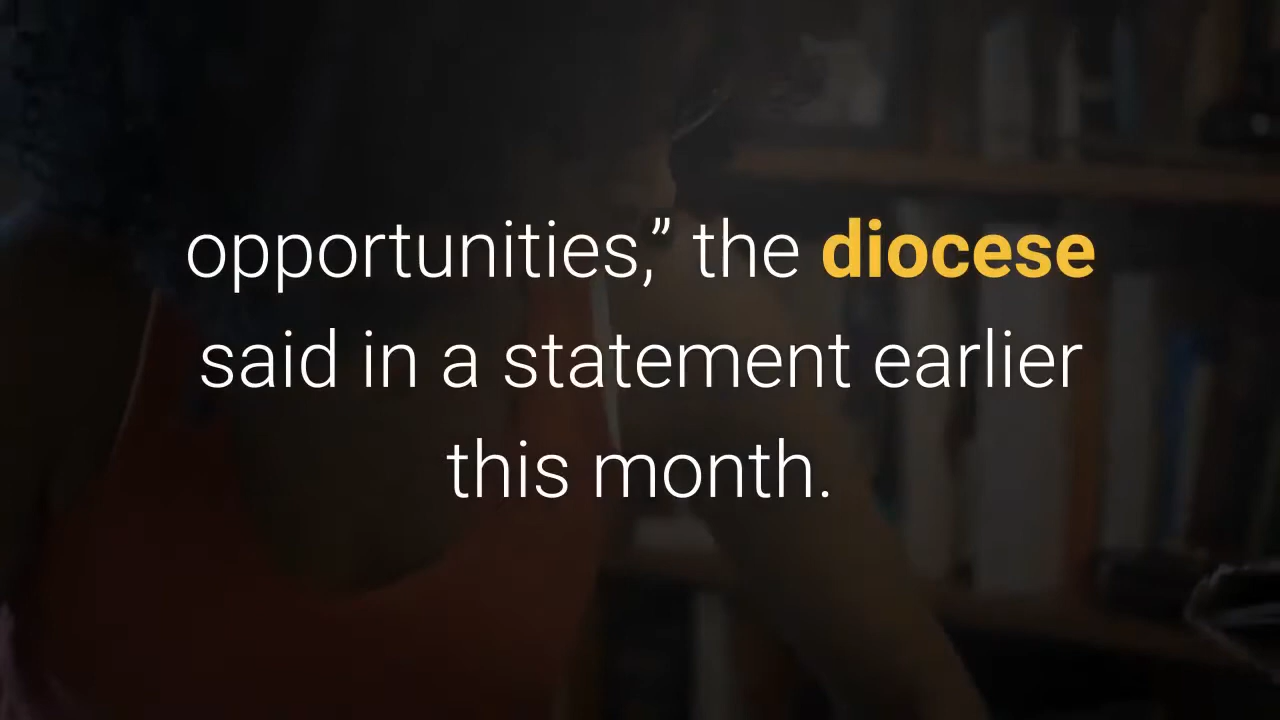 opportunities,” the diocese
said in a statement earlier
this month.